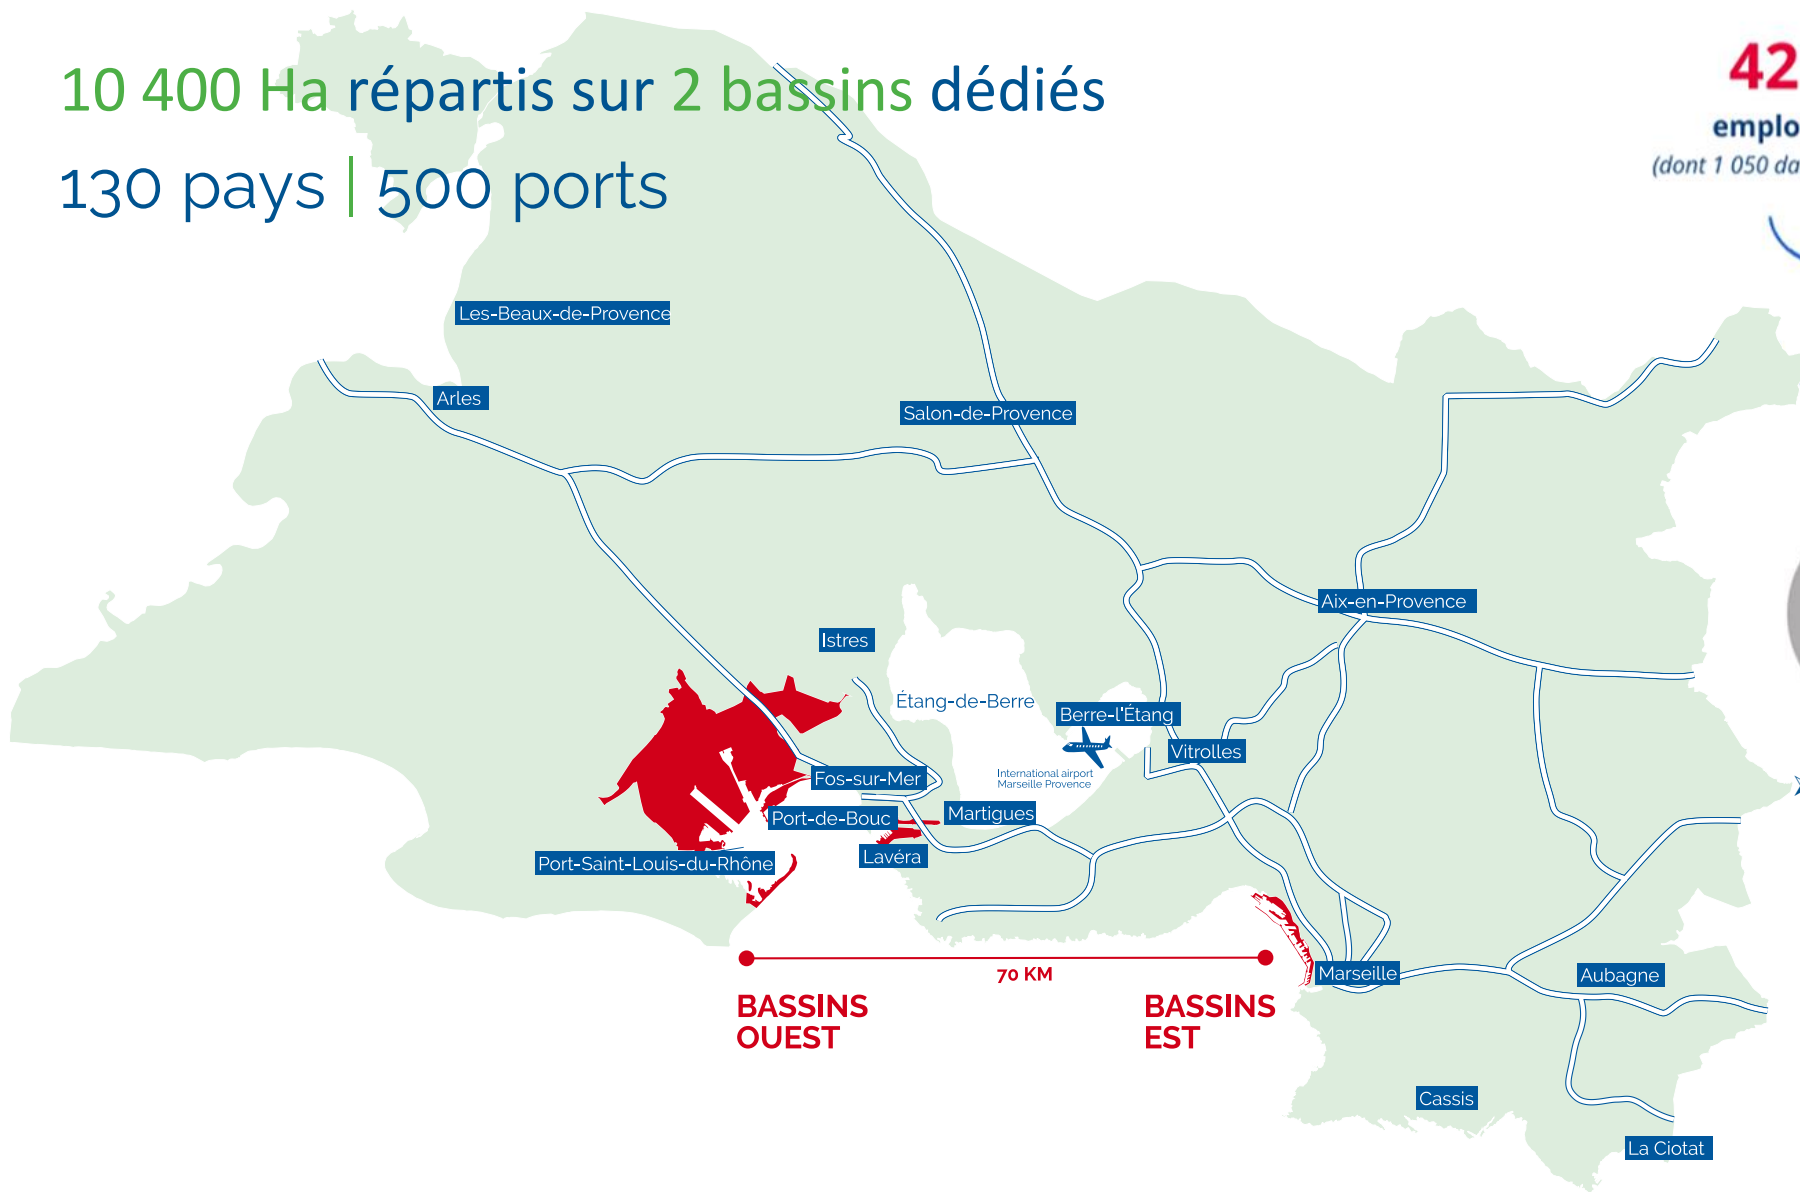 10 400 Ha répartis sur 2 bassins dédiés
130 pays | 500 ports
42
(dont 1 050
Les-Beaux-de-Provence
Arles
Salon-de-Provence
Aix-en-Provence
Istres
Étang-de-Berre
Berre-l'Étang
Vitrolles
International airport
Marseille Provence
Fos-sur-Mer
Port-de-Bouc
Martigues
Lavéra
Port-Saint-Louis-du-Rhône
70 KM
BASSINS
OUEST
BASSINS
EST
Marseille
Aubagne
Cassis
La Ciotat